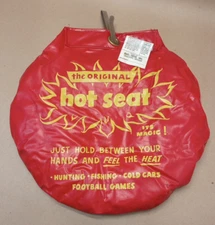 the ORIGINAL
hot seat
IT'S
MAGIC!
JUST HOLD BETWEEN YOUR
HANDS AND FEEL THE HEAT
• HUNTING • FISHING • COLD CARS
FOOTBALL GAMES